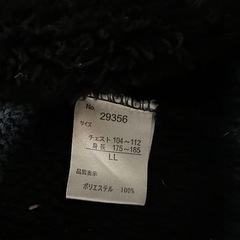 No. 29356
サイズ
チェスト 104〜112
身長 175〜185
LL
品質表示
ポリエステル 100%